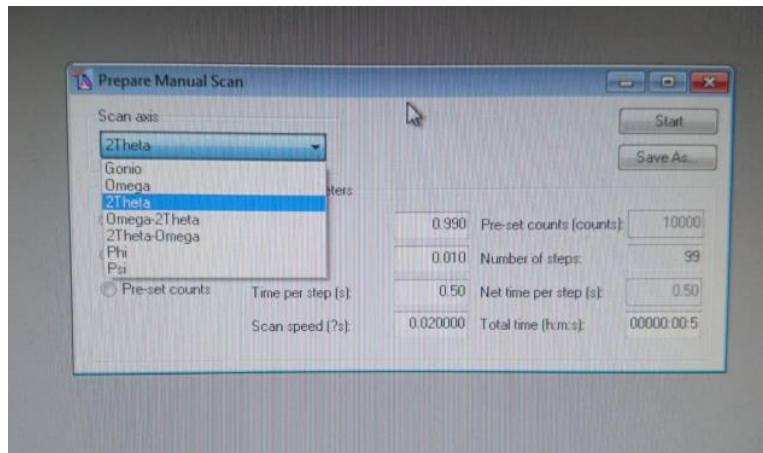 Prepare Manual Scan
Scan axis
Start
2Theta
Save As...
Gonio
Omega
2Theta
Omega-2Theta
2Theta-Omega
Phi
Psi
0.990 Pre-set counts (counts): 10000
0.010 Number of steps: 99
Pre-set counts Time per step (s): 0.50 Net time per step (s): 0.50
Scan speed (?s): 0.020000 Total time (h:m:s): 00000:00:5